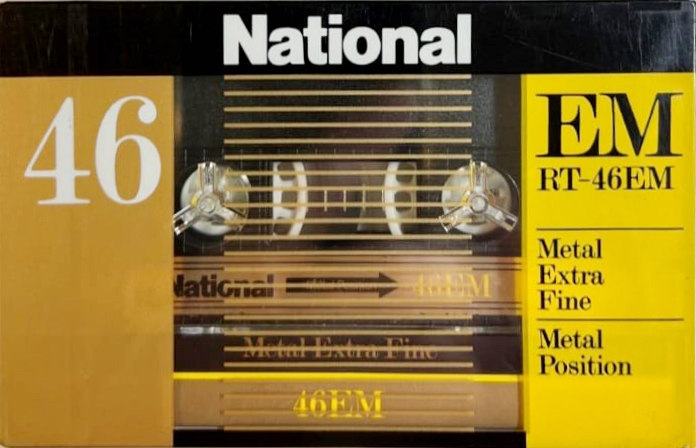 National
46
EM
RT-46EM
Metal
Extra
Fine
Metal
Position
National 46EM
Metal Extra Fine
46EM